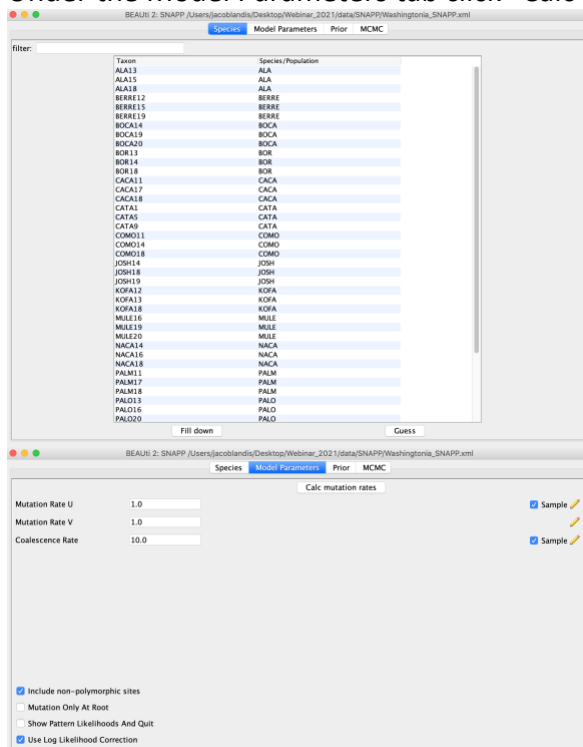 Under the Model Parameters tab click "Calc
BEAUti 2: SNAPP /Users/jacoblandis/Desktop/Webinar_2021/data/SNAPP/Washingtonia_SNAPP.xml
Species Model Parameters Prior MCMC
filter:
Taxon Species/Population
ALA13 ALA
ALA15 ALA
ALA18 ALA
BERRE12 BERRE
BERRE15 BERRE
BERRE19 BERRE
BOCA14 BOCA
BOCA19 BOCA
BOCA20 BOCA
BOR13 BOR
BOR14 BOR
BOR18 BOR
CACA11 CACA
CACA17 CACA
CACA18 CACA
CATA1 CATA
CATA5 CATA
CATA9 CATA
COMO11 COMO
COMO14 COMO
COMO18 COMO
JOSH14 JOSH
JOSH18 JOSH
JOSH19 JOSH
KOFA12 KOFA
KOFA13 KOFA
KOFA18 KOFA
MULE16 MULE
MULE19 MULE
MULE20 MULE
NACA14 NACA
NACA16 NACA
NACA18 NACA
PALM11 PALM
PALM17 PALM
PALM18 PALM
PALO13 PALO
PALO16 PALO
PALO20 PALO
Fill down Guess
BEAUti 2: SNAPP /Users/jacoblandis/Desktop/Webinar_2021/data/SNAPP/Washingtonia_SNAPP.xml
Species Model Parameters Prior MCMC
Calc mutation rates
Mutation Rate U 1.0 Sample
Mutation Rate V 1.0
Coalescence Rate 10.0 Sample
Include non-polymorphic sites
Mutation Only At Root
Show Pattern Likelihoods And Quit
Use Log Likelihood Correction